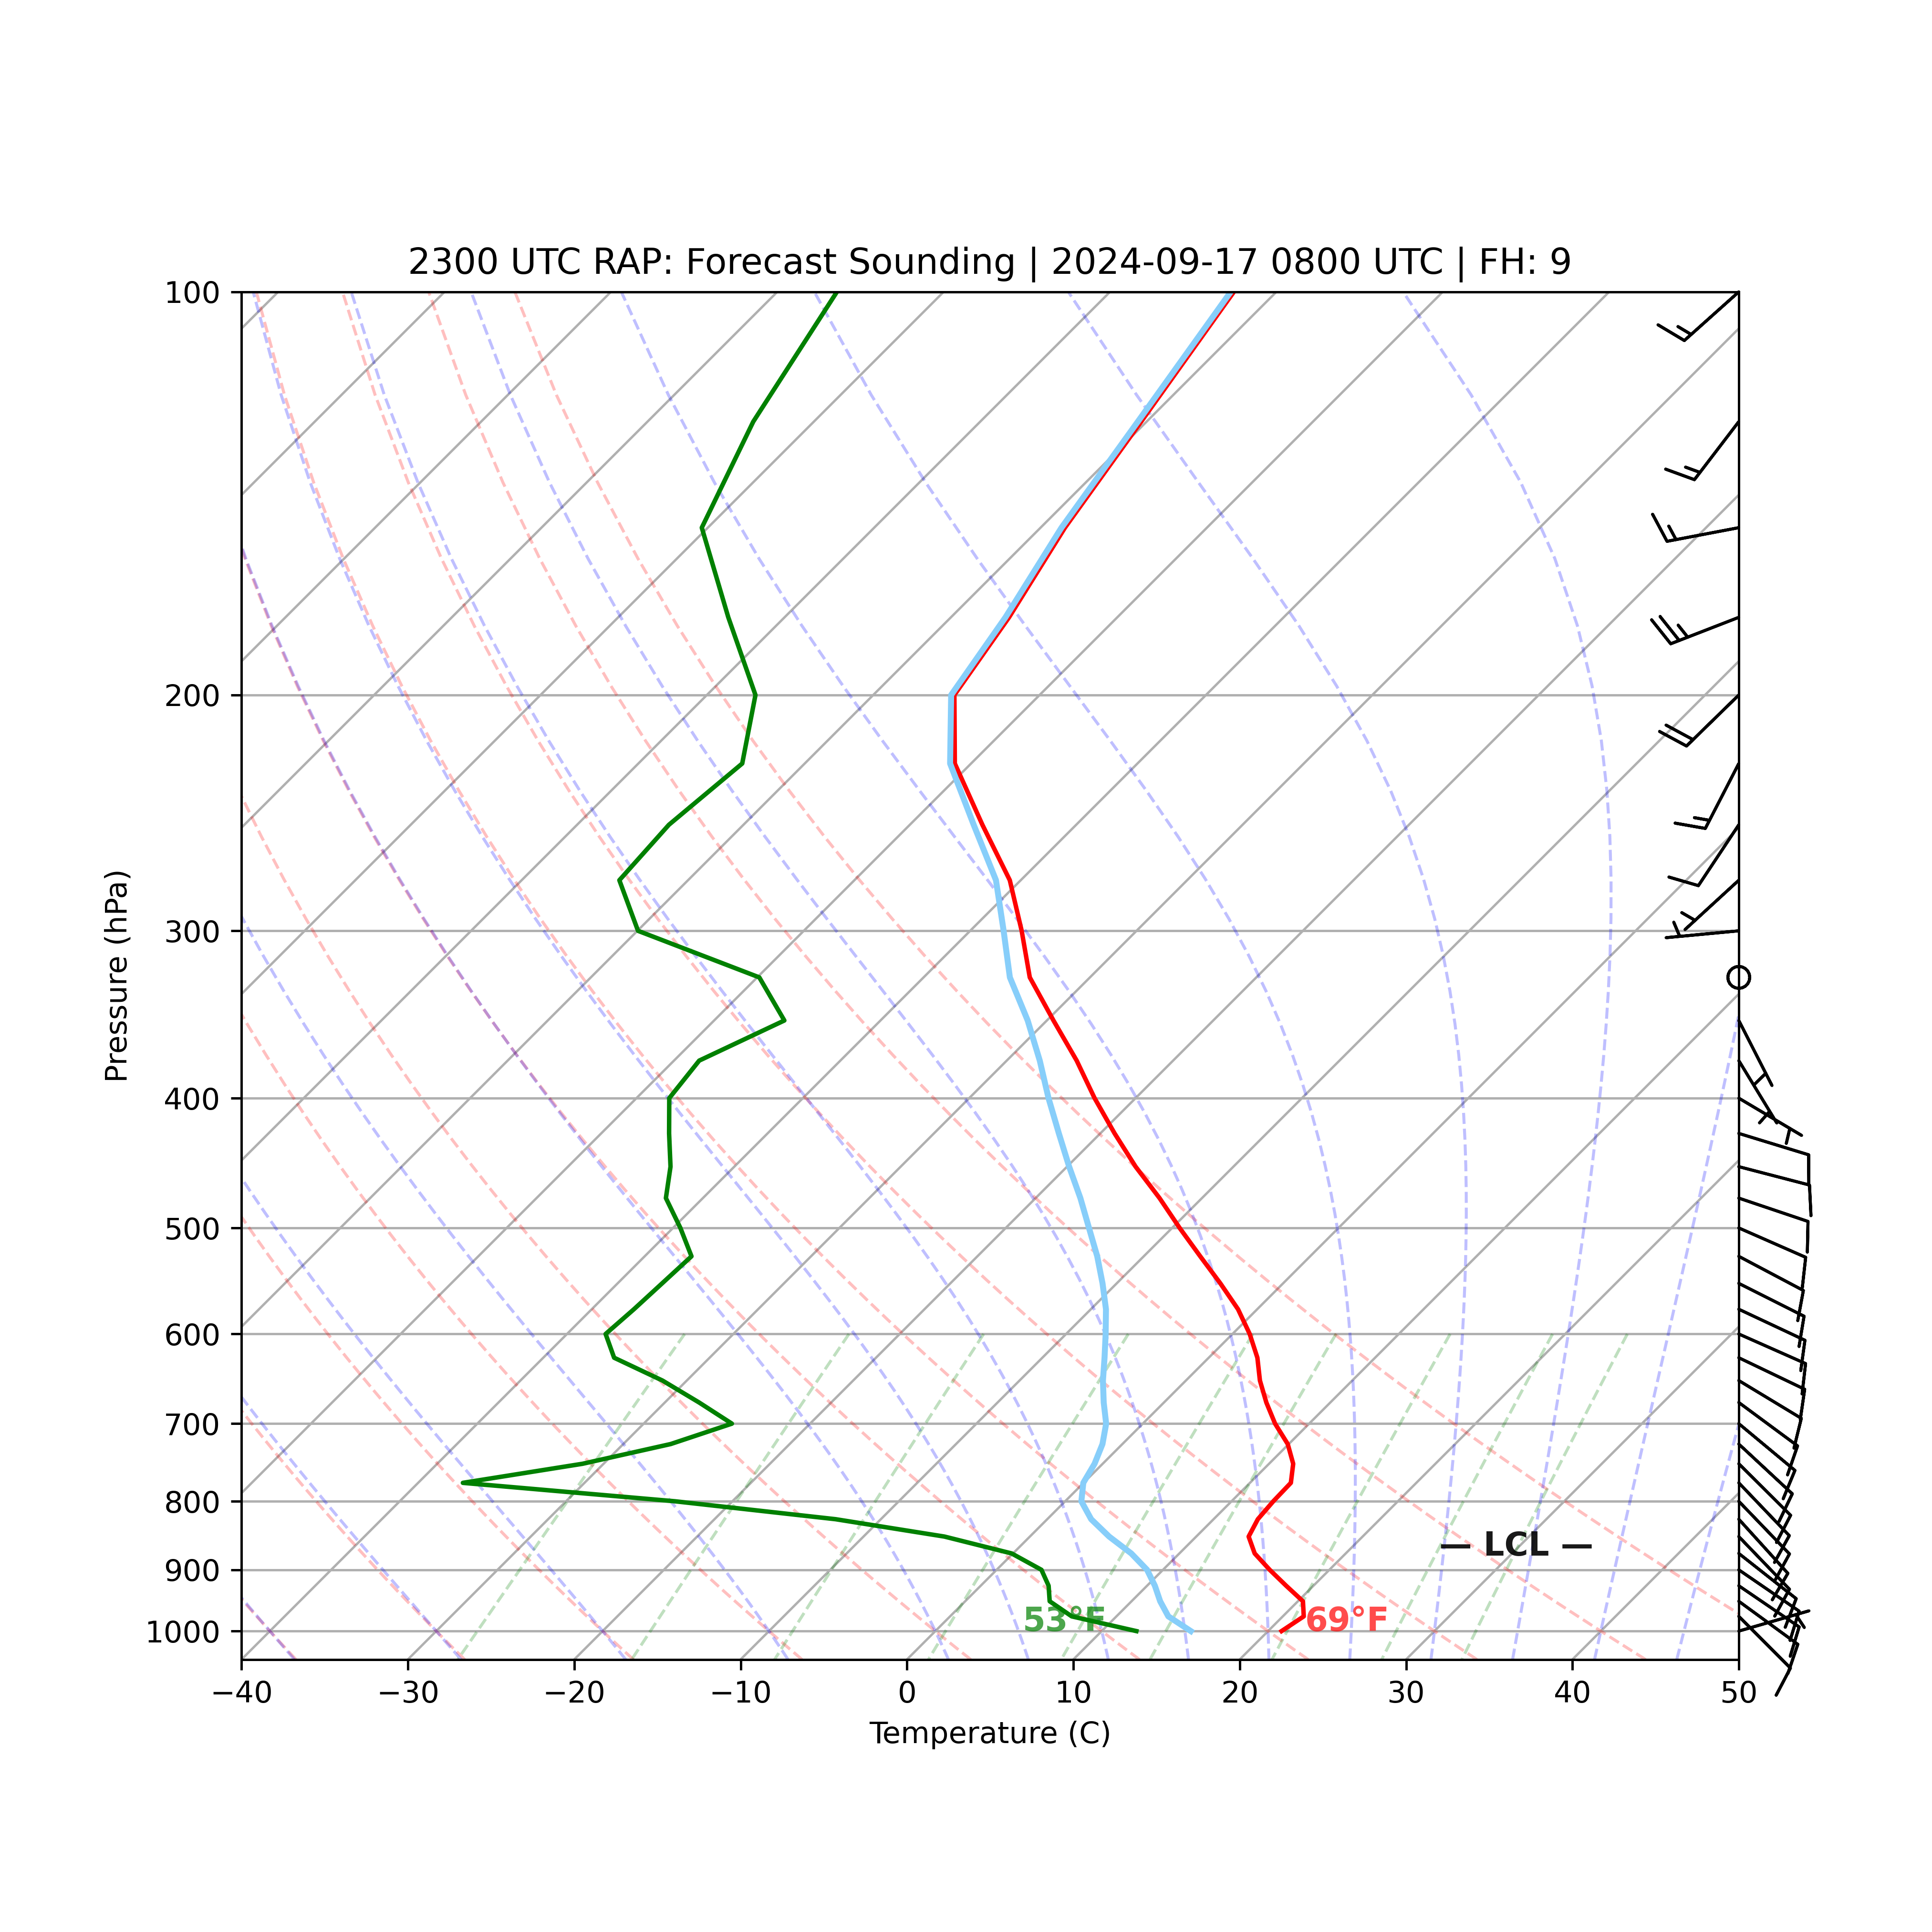 2300 UTC RAP: Forecast Sounding | 2024-09-17 0800 UTC | FH: 9
100
200
300
400
500
600
700
800
900
1000
Pressure (hPa)
— LCL —
53°F
69°F
−40 −30 −20 −10 0 10 20 30 40 50
Temperature (C)